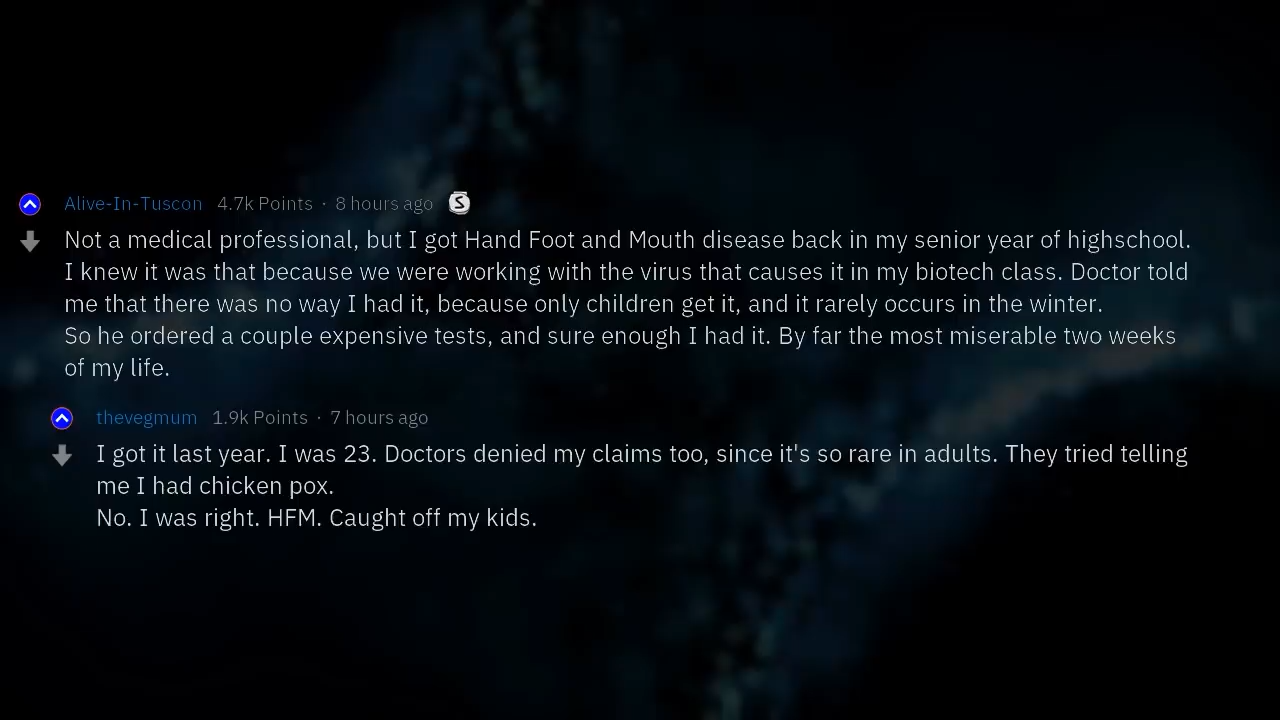 Alive-In-Tuscon 4.7k Points · 8 hours ago S
Not a medical professional, but I got Hand Foot and Mouth disease back in my senior year of highschool.
I knew it was that because we were working with the virus that causes it in my biotech class. Doctor told
me that there was no way I had it, because only children get it, and it rarely occurs in the winter.
So he ordered a couple expensive tests, and sure enough I had it. By far the most miserable two weeks
of my life.
thevegmum 1.9k Points · 7 hours ago
I got it last year. I was 23. Doctors denied my claims too, since it's so rare in adults. They tried telling
me I had chicken pox.
No. I was right. HFM. Caught off my kids.